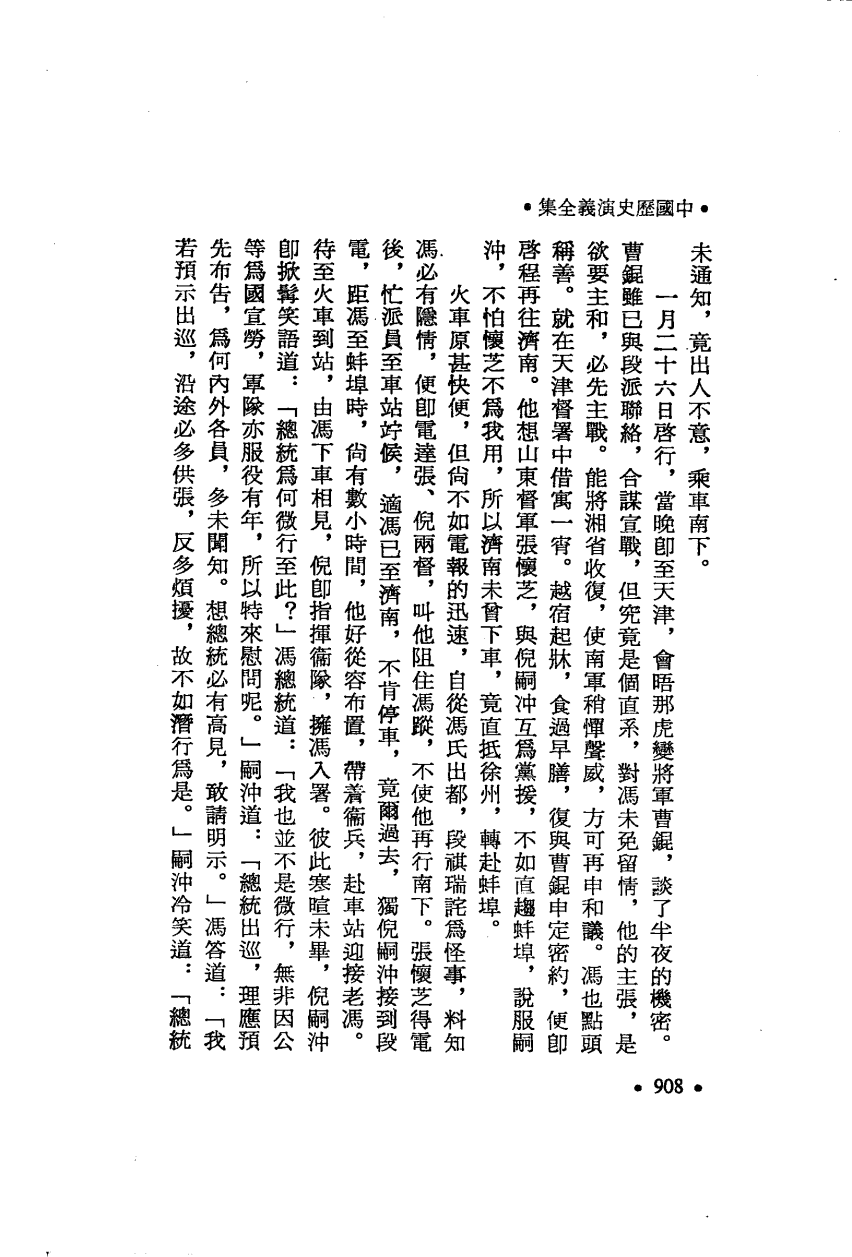 •中國歷史演義全集•
未通知，竟出人不意，乘車南下。
一月二十六日啓行，當晚卽至天津，會晤那虎變將軍曹錕，談了半夜的機密。
曹錕雖已與段派聯絡，合謀宣戰，但究竟是個直系，對馮未免留情，他的主張，是
欲要主和，必先主戰。能將湘省收復，使南軍稍憚聲威，方可再申和議。馮也點頭
稱善。就在天津督署中借寓一宵。越宿起牀，食過早膳，復與曹錕申定密約，便卽
啓程再往濟南。他想山東督軍張懷芝，與倪嗣沖互爲黨援，不如直趨蚌埠，說服嗣
沖，不怕懷芝不爲我用，所以濟南未曾下車，竟直抵徐州，轉赴蚌埠。
火車原甚快便，但尙不如電報的迅速，自從馮氏出都，段祺瑞詫爲怪事，料知
馮必有隱情，便卽電達張、倪兩督，叫他阻住馮蹤，不使他再行南下。張懷芝得電
後，忙派員至車站竚候，適馮已至濟南，不肯停車，竟爾過去，獨倪嗣沖接到段
電，距馮至蚌埠時，尙有數小時間，他好從容布置，帶着衞兵，赴車站迎接老馮。
待至火車到站，由馮下車相見，倪卽指揮衞隊，擁馮入署。彼此寒暄未畢，倪嗣沖
卽掀髯笑語道：「總統爲何微行至此？」馮總統道：「我也並不是微行，無非因公
等爲國宣勞，軍隊亦服役有年，所以特來慰問呢。」嗣沖道：「總統出巡，理應預
先布告，爲何內外各員，多未聞知。想總統必有高見，敢請明示。」馮答道：「我
若預示出巡，沿途必多供張，反多煩擾，故不如潛行爲是。」嗣沖冷笑道：「總統
•908•